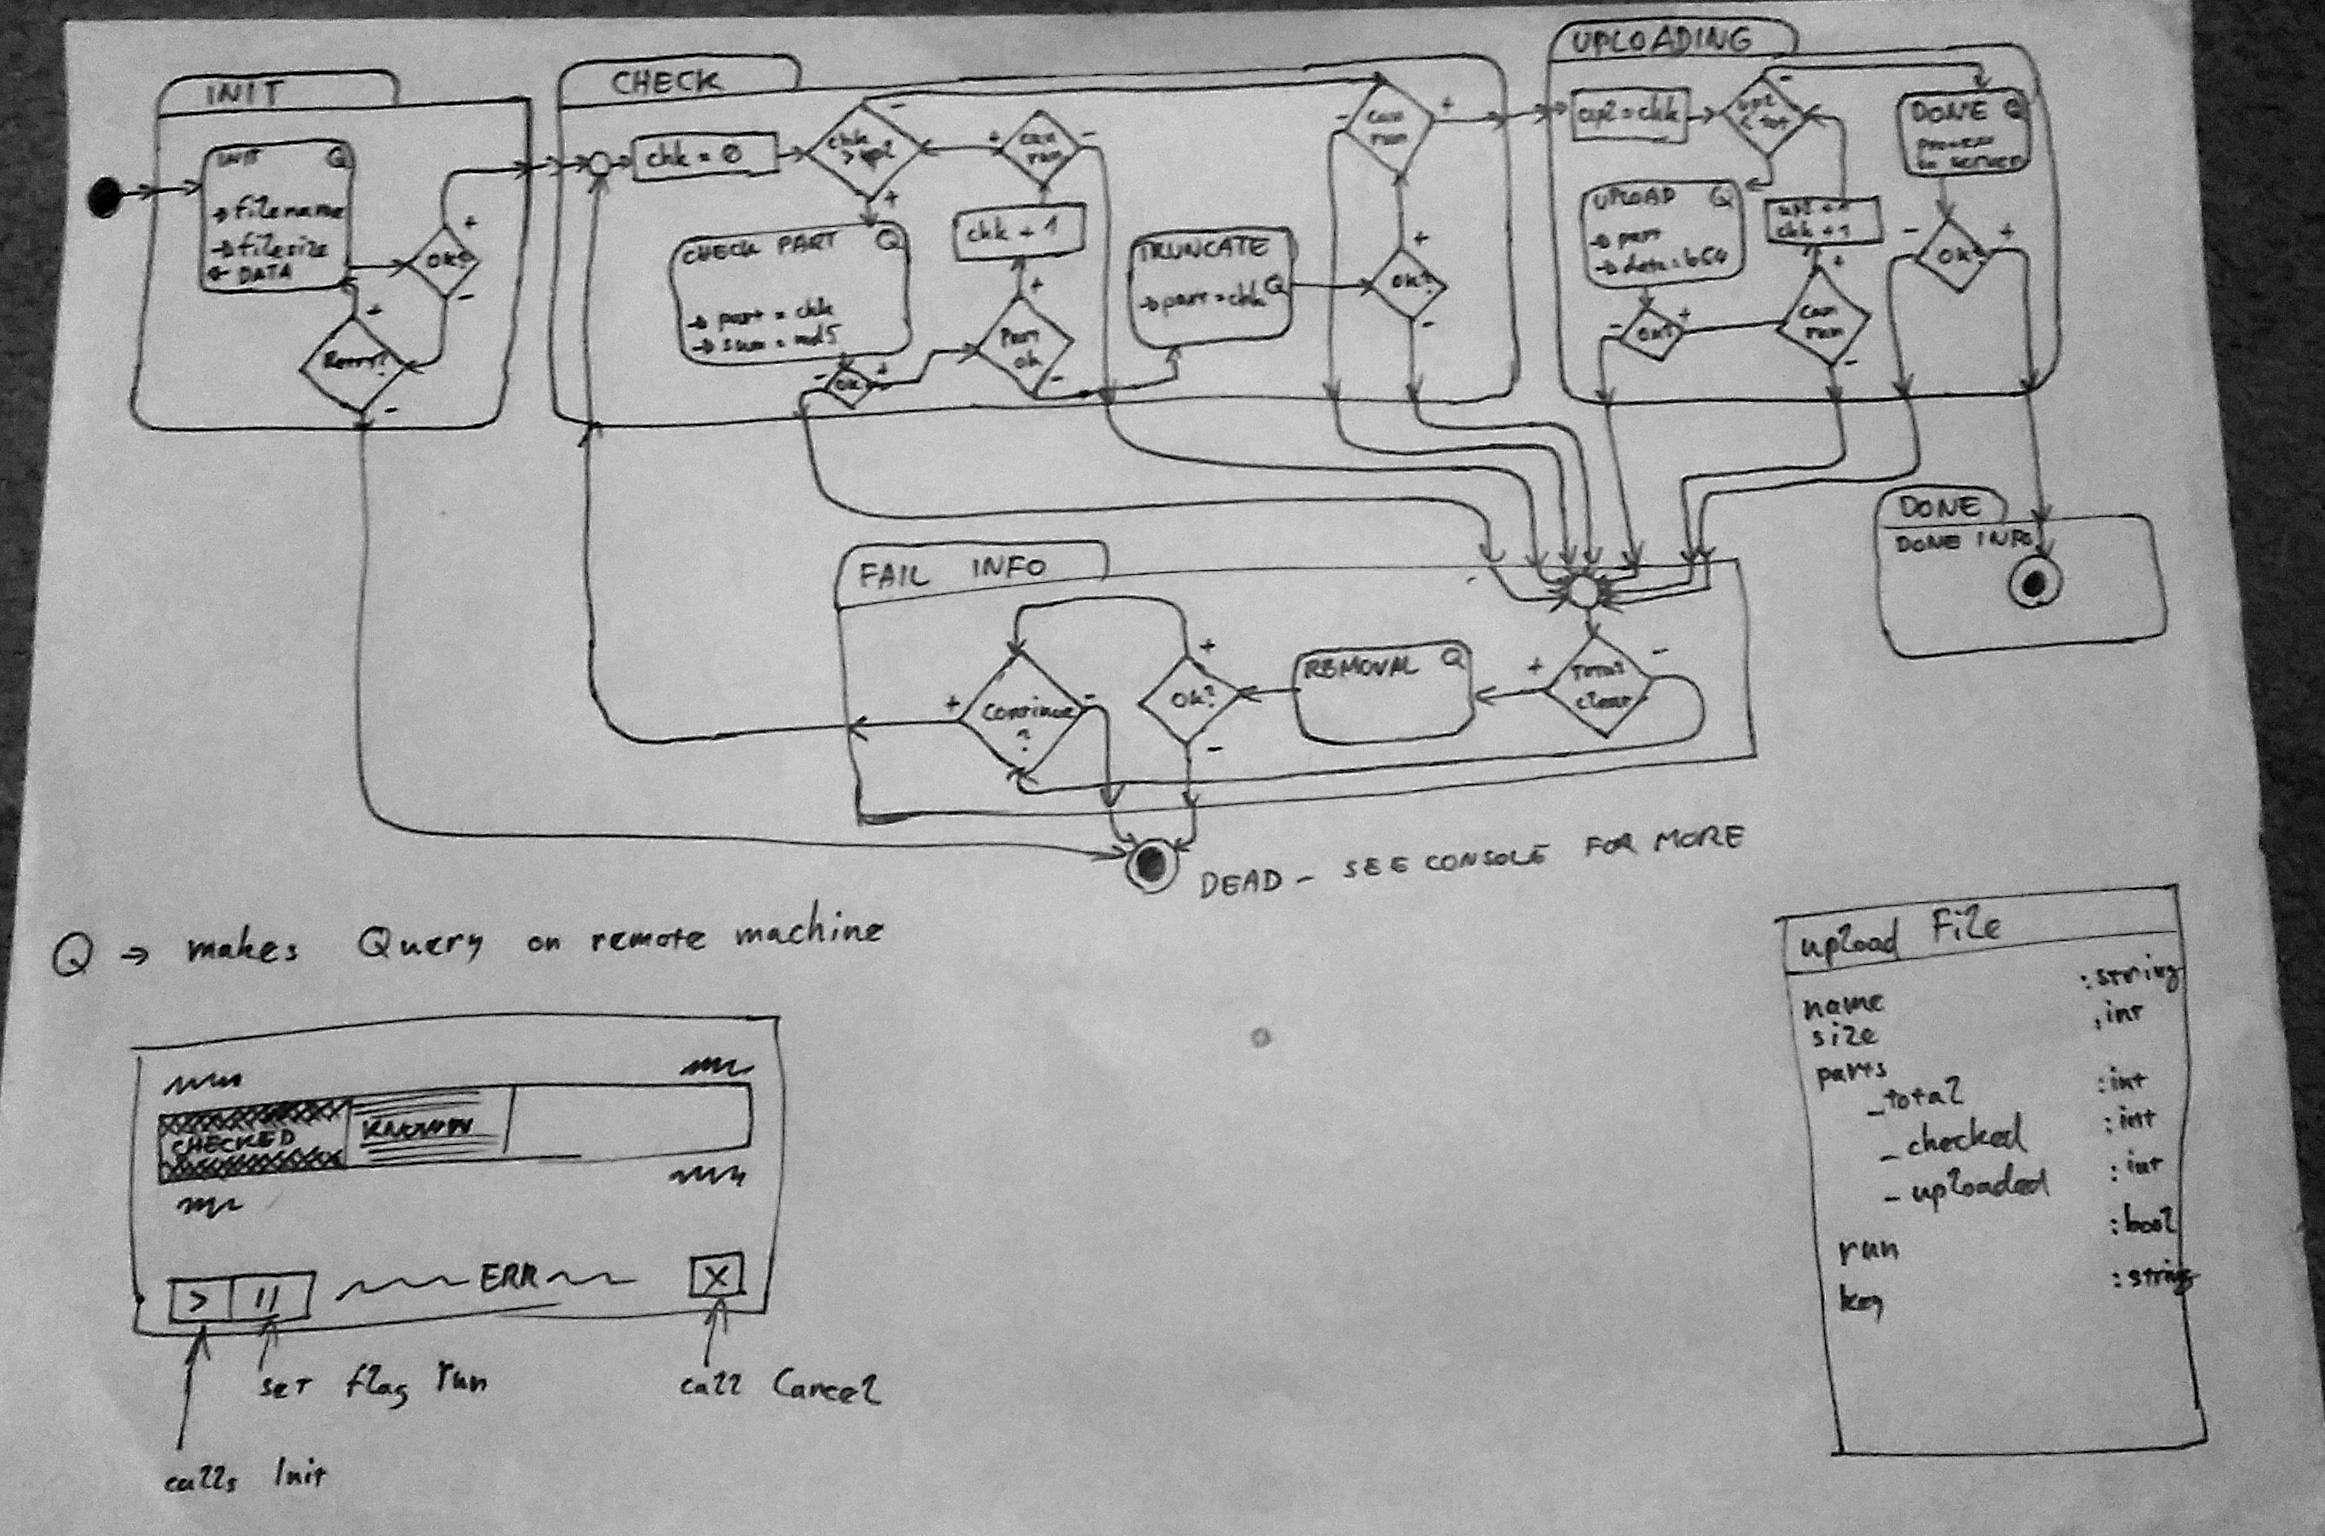 INIT
INIT Q
→ filename
→ filesize
← DATA
OK?
+
-
Retry?
+
-
CHECK
chk = 0
chk
> upl
-
+
CHECK PART Q
→ part = chk
→ sum = md5
OK
-
+
Part
ok
+
-
chk + 1
can
run
+
-
TRUNCATE
→ part = chk Q
OK?
+
-
can
run
-
+
UPLOADING
upl = chk
upl
< tot
-
UPLOAD Q
→ part
→ data = b64
OK?
-
+
can
run
+
-
upl + 1
chk + 1
DONE Q
process
on SERVER
OK?
-
+
DONE
DONE INFO
FAIL INFO
Total
clear
+
-
REMOVAL Q
OK?
+
-
Continue
?
+
-
DEAD - SEE CONSOLE FOR MORE
Q → makes Query on remote machine
CHECKED
KNOWN
> || ERR X
set flag run
call Cancel
calls Init
upload File
name :string
size :int
parts
_total :int
_checked :int
_uploaded :int
run :bool
key :string